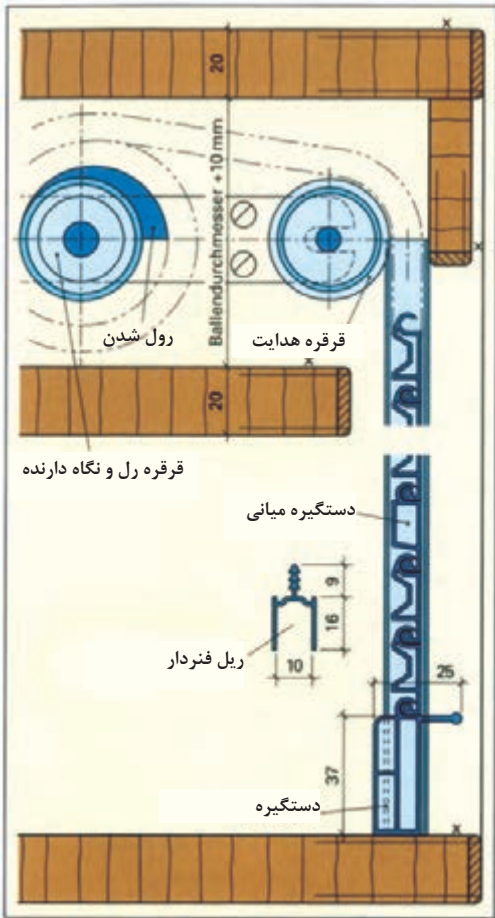 20
Ballendurchmesser + 10 mm
رول شدن
قرقره هدایت
20
قرقره رل و نگاه دارنده
دستگیره میانی
9
16
ریل فنردار
10
25
37
دستگیره